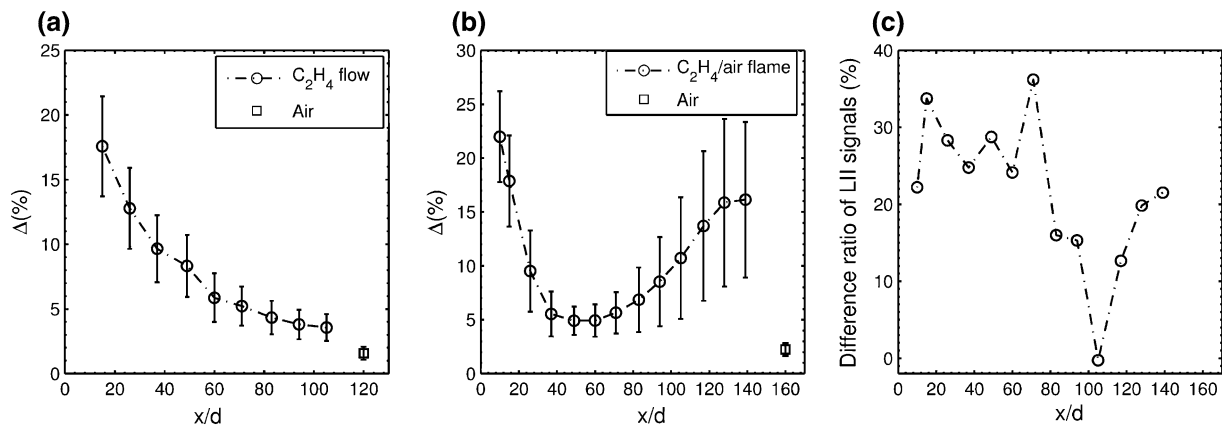 (a)
25
20
15
10
5
0
Δ(%)
0 20 40 60 80 100 120
x/d
C2H4 flow
Air
(b)
30
25
20
15
10
5
0
Δ(%)
0 20 40 60 80 100 120 140 160
x/d
C2H4/air flame
Air
(c)
40
30
20
10
0
Difference ratio of LII signals (%)
0 20 40 60 80 100 120 140 160
x/d